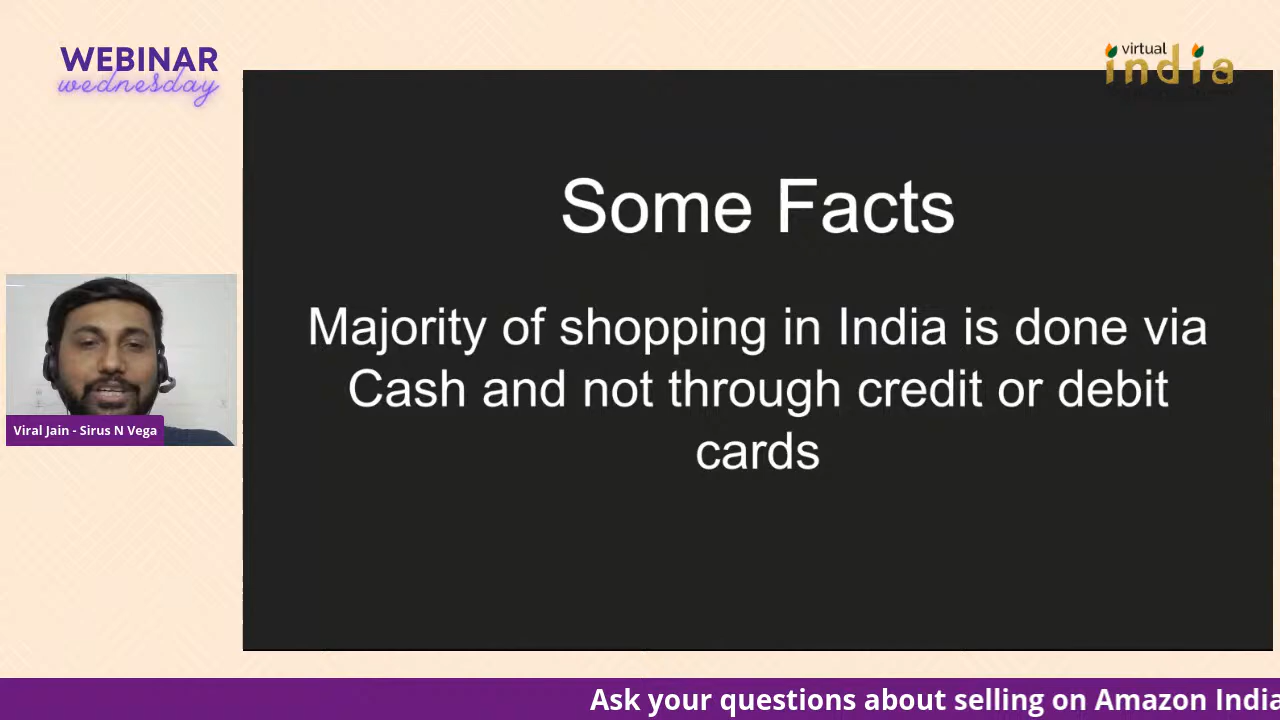 WEBINAR
wednesday
virtual
india
Some Facts
Majority of shopping in India is done via
Cash and not through credit or debit
cards
Viral Jain - Sirus N Vega
Ask your questions about selling on Amazon India